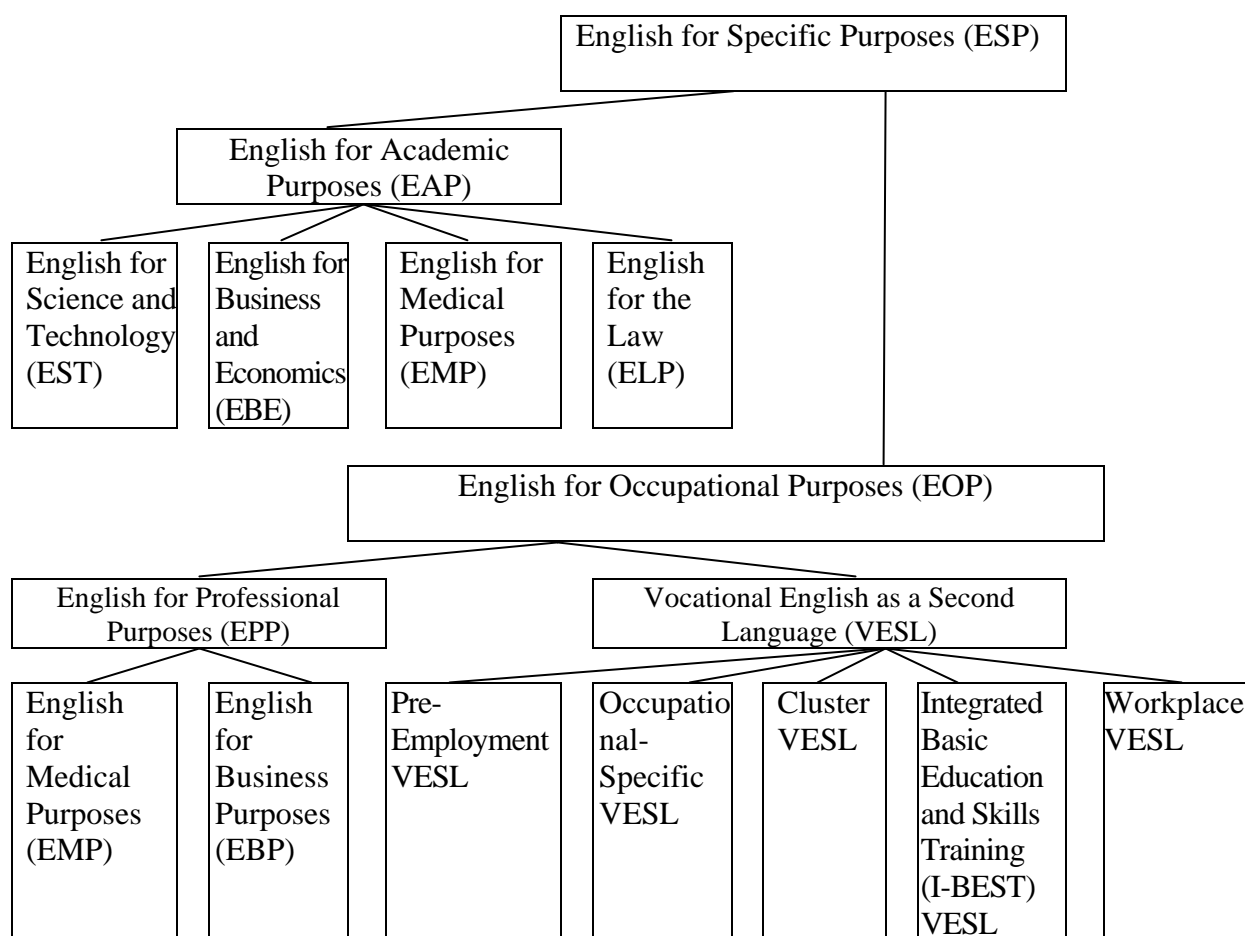 English for Specific Purposes (ESP)
English for Academic
Purposes (EAP)
English for
Science and
Technology
(EST)
English for
Business
and
Economics
(EBE)
English for
Medical
Purposes
(EMP)
English
for the
Law
(ELP)
English for Occupational Purposes (EOP)
English for Professional
Purposes (EPP)
Vocational English as a Second
Language (VESL)
English
for
Medical
Purposes
(EMP)
English
for
Business
Purposes
(EBP)
Pre-
Employment
VESL
Occupatio
nal-
Specific
VESL
Cluster
VESL
Integrated
Basic
Education
and Skills
Training
(I-BEST)
VESL
Workplace
VESL